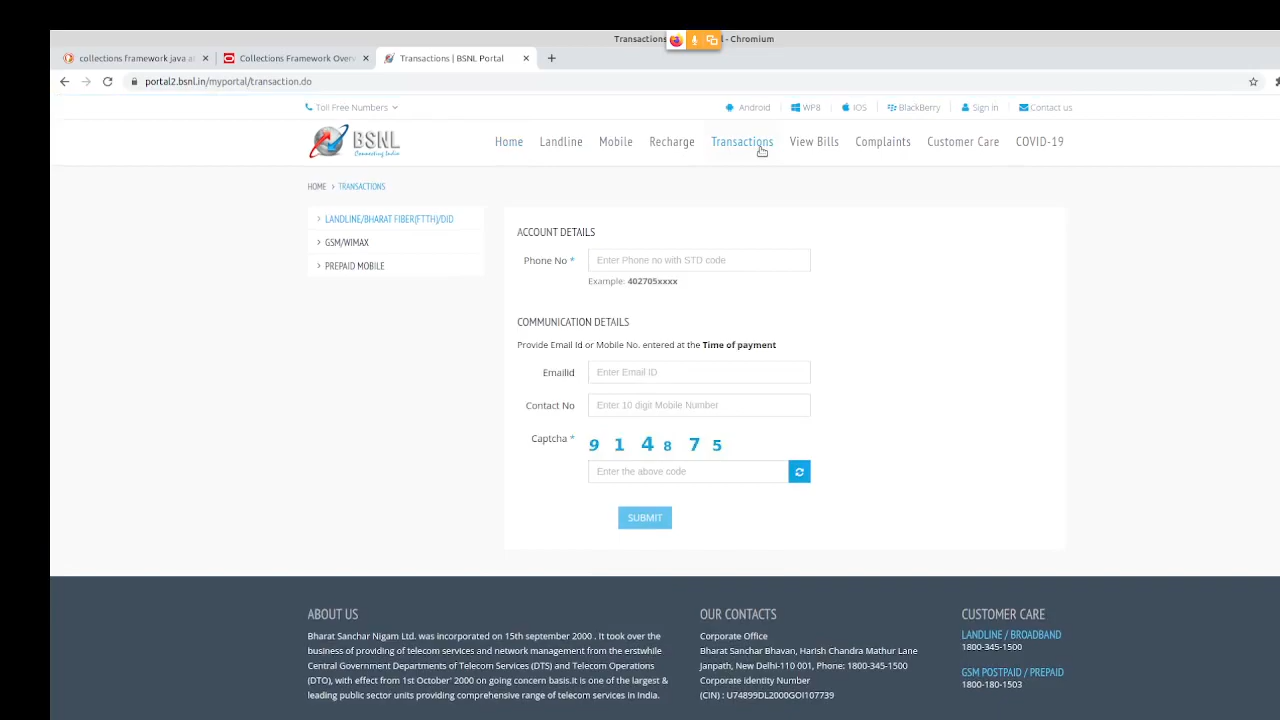 Transactions l - Chromium
collections framework java a
Collections Framework Over
Transactions | BSNL Portal
portal2.bsnl.in/myportal/transaction.do
Toll Free Numbers
Android
WP8
iOS
BlackBerry
Sign in
Contact us
BSNL
Connecting India
Home
Landline
Mobile
Recharge
Transactions
View Bills
Complaints
Customer Care
COVID-19
HOME > TRANSACTIONS
> LANDLINE/BHARAT FIBER(FTTH)/DID
> GSM/WIMAX
> PREPAID MOBILE
ACCOUNT DETAILS
Phone No * Enter Phone no with STD code
Example: 402705xxxx
COMMUNICATION DETAILS
Provide Email Id or Mobile No. entered at the Time of payment
EmailId Enter Email ID
Contact No Enter 10 digit Mobile Number
Captcha * 9 1 4 8 7 5
Enter the above code
SUBMIT
ABOUT US
Bharat Sanchar Nigam Ltd. was incorporated on 15th september 2000 . It took over the
business of providing of telecom services and network management from the erstwhile
Central Government Departments of Telecom Services (DTS) and Telecom Operations
(DTO), with effect from 1st October' 2000 on going concern basis.It is one of the largest &
leading public sector units providing comprehensive range of telecom services in India.
OUR CONTACTS
Corporate Office
Bharat Sanchar Bhavan, Harish Chandra Mathur Lane
Janpath, New Delhi-110 001, Phone: 1800-345-1500
Corporate identity Number
(CIN) : U74899DL2000GOI107739
CUSTOMER CARE
LANDLINE / BROADBAND
1800-345-1500
GSM POSTPAID / PREPAID
1800-180-1503